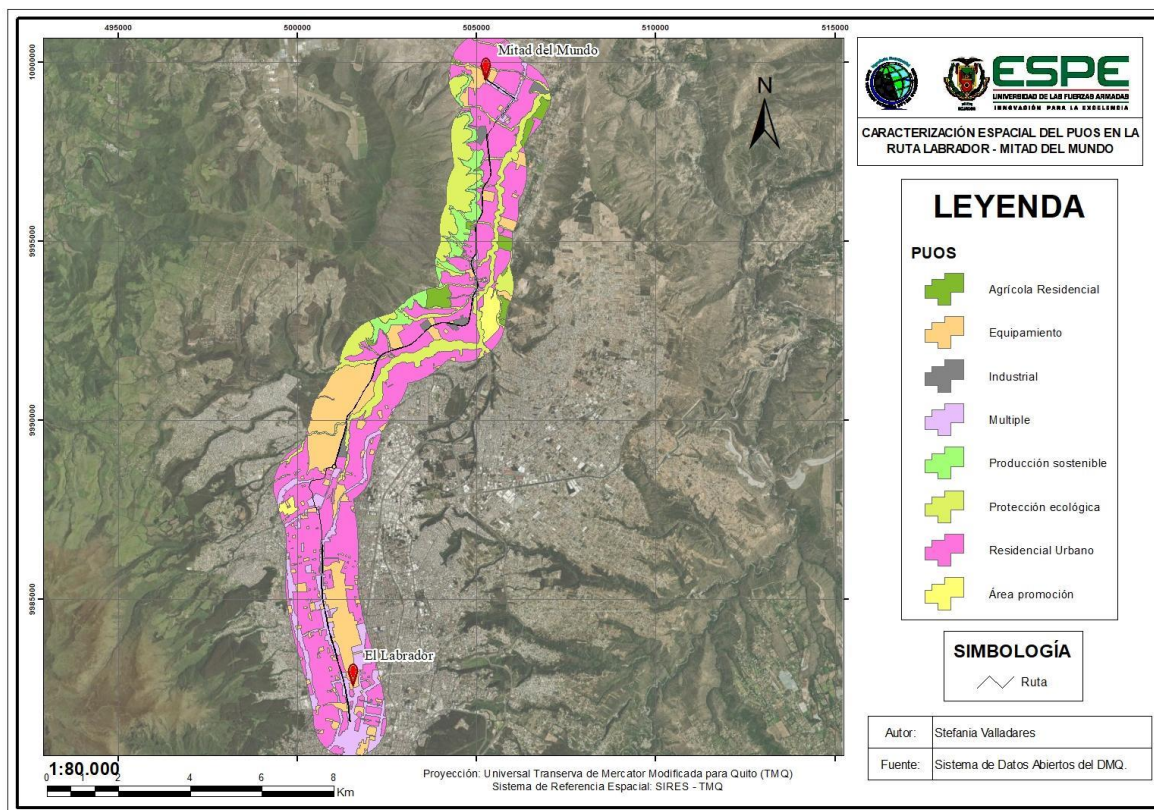 495000
500000
505000
510000
515000
10000000
9995000
9990000
9985000
Mitad del Mundo
El Labrador
N
ESPE
UNIVERSIDAD DE LAS FUERZAS ARMADAS
INNOVACIÓN PARA LA EXCELENCIA
CARACTERIZACIÓN ESPACIAL DEL PUOS EN LA
RUTA LABRADOR - MITAD DEL MUNDO
LEYENDA
PUOS
Agrícola Residencial
Equipamiento
Industrial
Multiple
Producción sostenible
Protección ecológica
Residencial Urbano
Área promoción
SIMBOLOGÍA
Ruta
Autor: Stefania Valladares
Fuente: Sistema de Datos Abiertos del DMQ.
1:80.000
0 1 2 4 6 8
Km
Proyección: Universal Transerva de Mercator Modificada para Quito (TMQ)
Sistema de Referencia Espacial: SIRES - TMQ